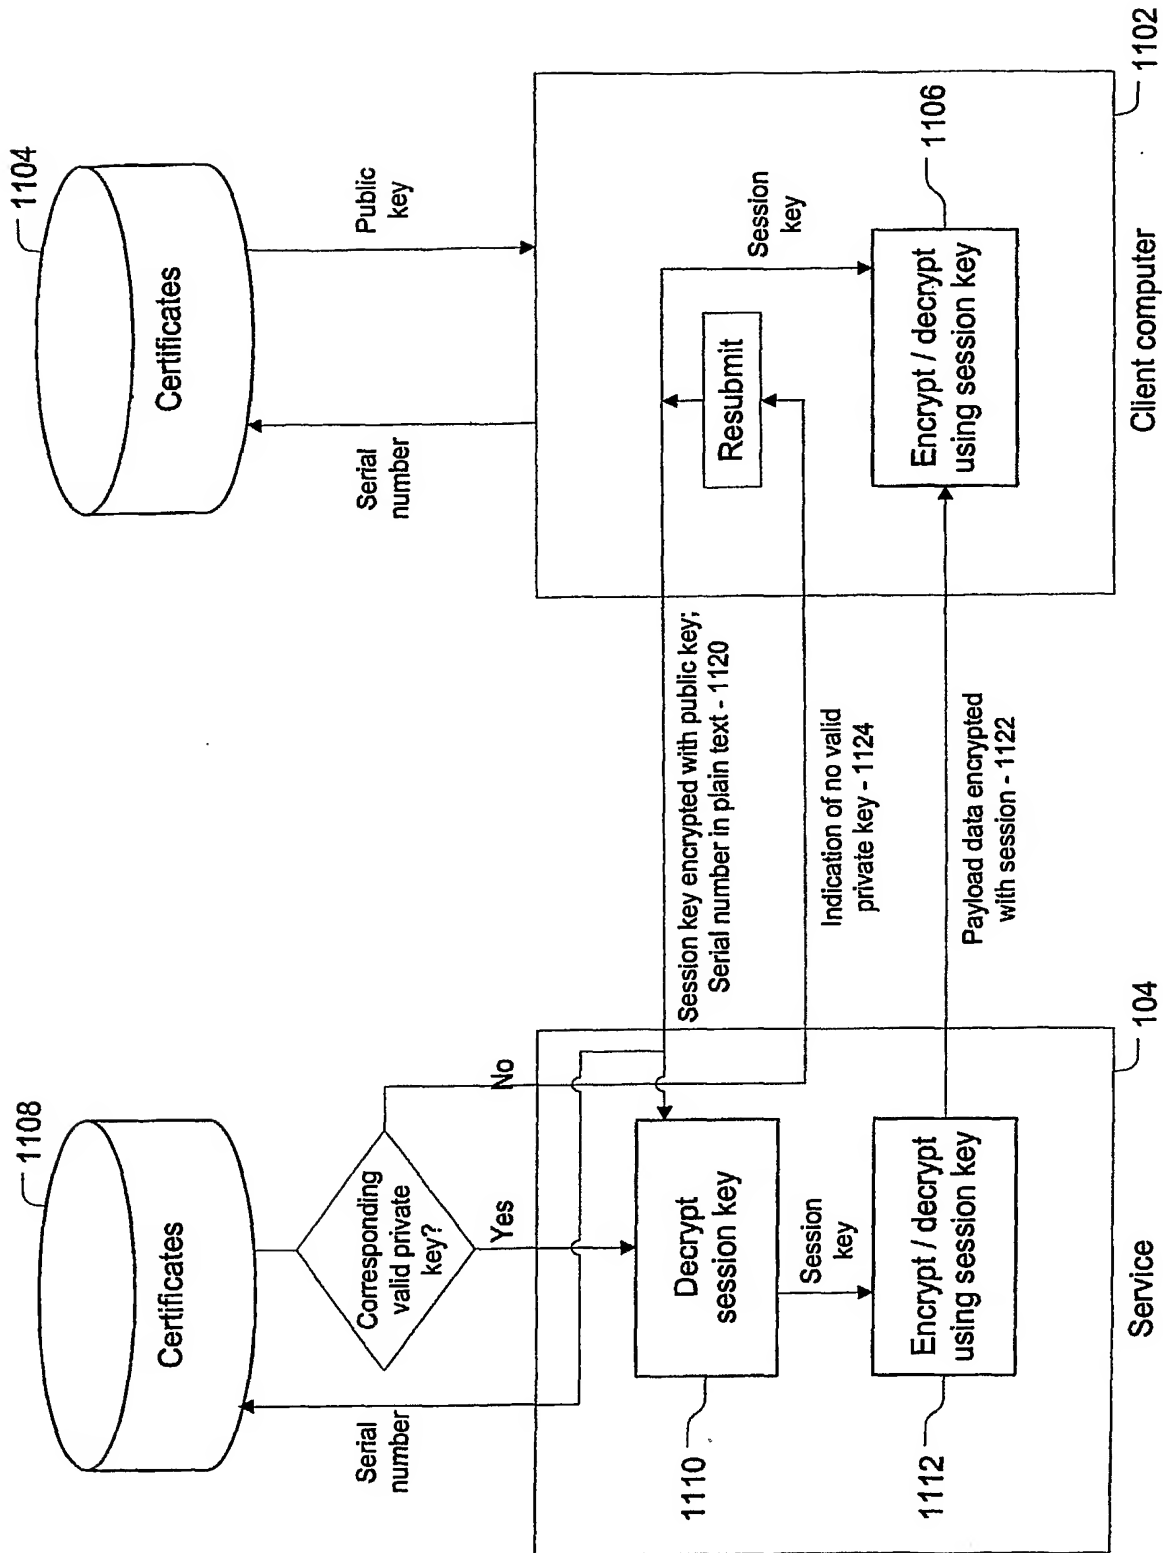 1108
Certificates
Serial
number
Corresponding
valid private
key?
No
Yes
1110
Decrypt
session key
Session
key
1112
Encrypt / decrypt
using session key
Service
104
Session key encrypted with public key;
Serial number in plain text - 1120
Indication of no valid
private key - 1124
Payload data encrypted
with session - 1122
1104
Certificates
Serial
number
Public
key
Resubmit
Session
key
1106
Encrypt / decrypt
using session key
Client computer
1102